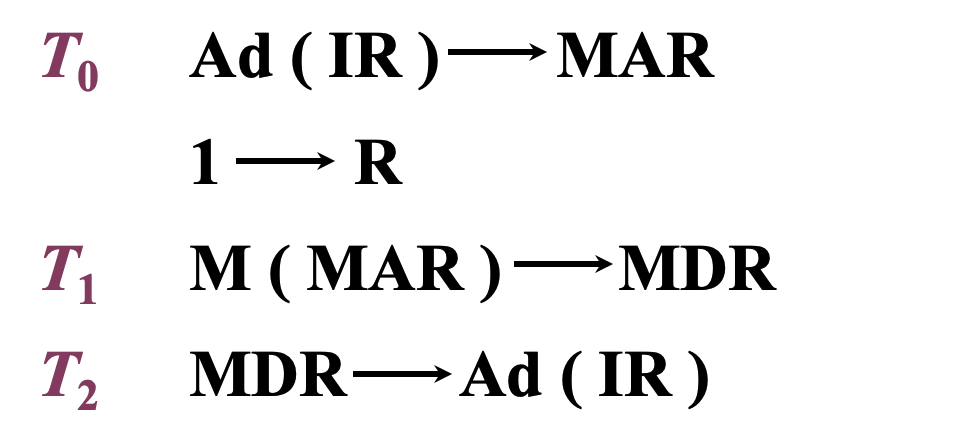 T₀ Ad ( IR ) ⟶ MAR
1 ⟶ R
T₁ M ( MAR ) ⟶ MDR
T₂ MDR ⟶ Ad ( IR )